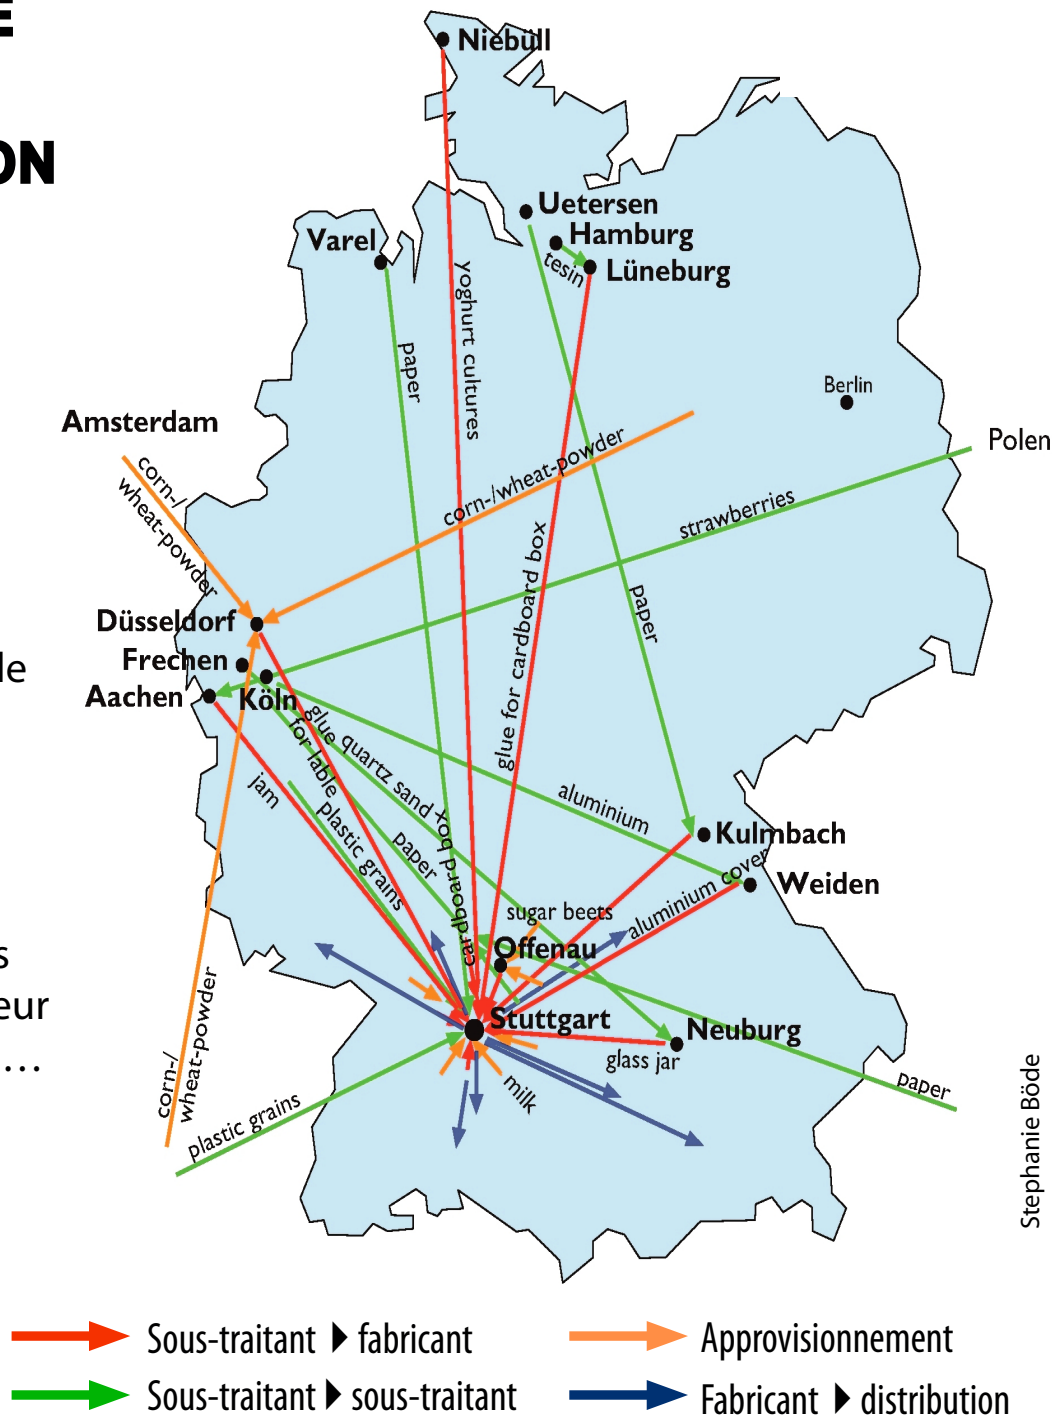 E
ON
Niebüll
Uetersen
Hamburg
tesin
Lüneburg
Varel
paper
yoghurt cultures
Berlin
Amsterdam
Polen
corn-/
wheat-powder
corn-/wheat-powder
strawberries
glue for cardboard box
paper
Düsseldorf
Frechen
Aachen
Köln
le
glue
for lable
quartz sand
jam
plastic grains
paper
cardboard box
aluminium
Kulmbach
aluminium cover
Weiden
sugar beets
Offenau
s
eur
...
Stuttgart
Neuburg
glass jar
milk
paper
corn-/
wheat-powder
plastic grains
Stephanie Böde
Sous-traitant ▶ fabricant
Approvisionnement
Sous-traitant ▶ sous-traitant
Fabricant ▶ distribution